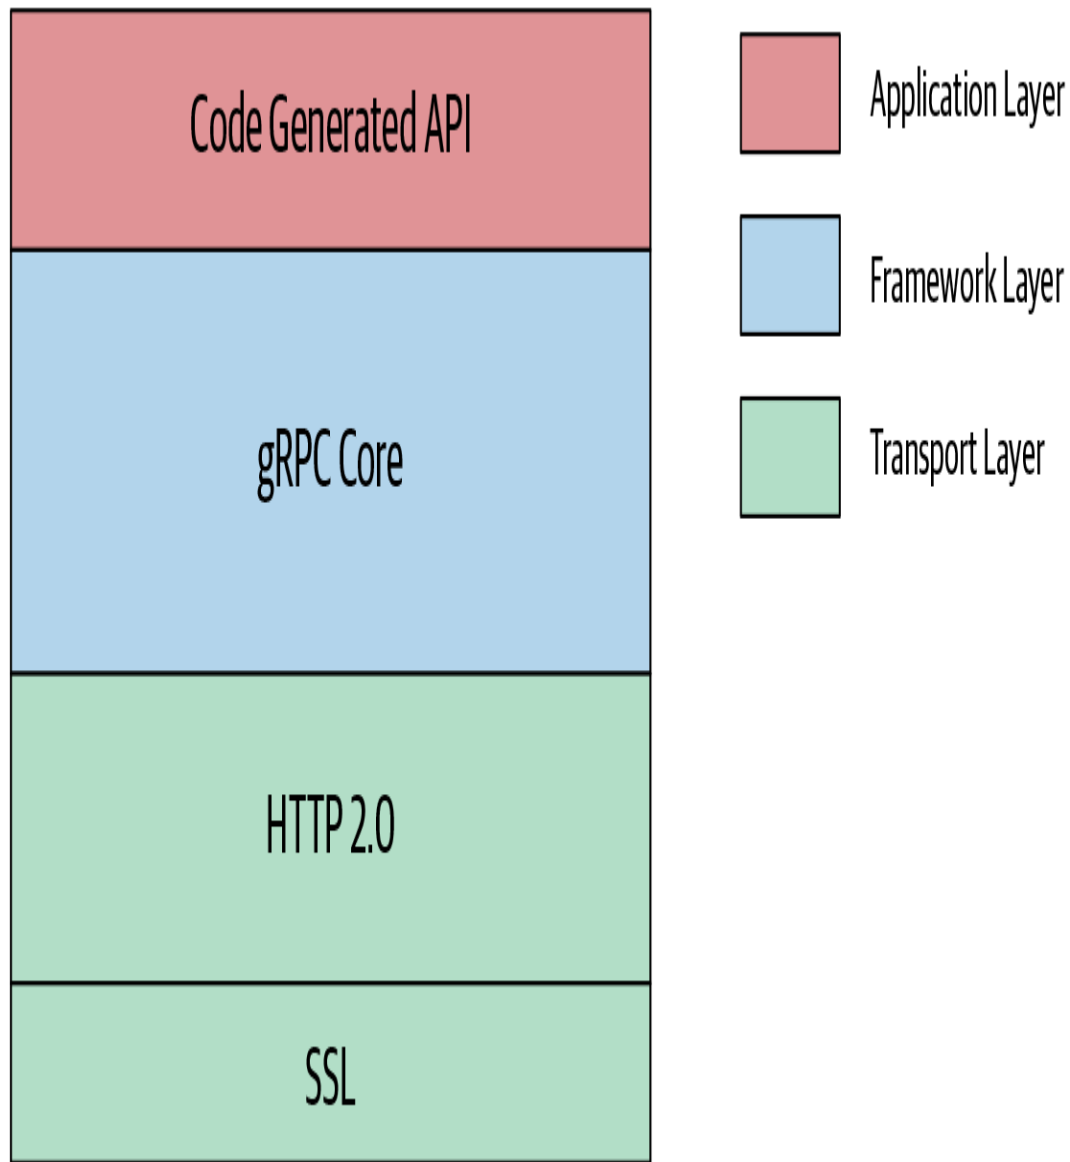 Code Generated API
gRPC Core
HTTP 2.0
SSL
Application Layer
Framework Layer
Transport Layer